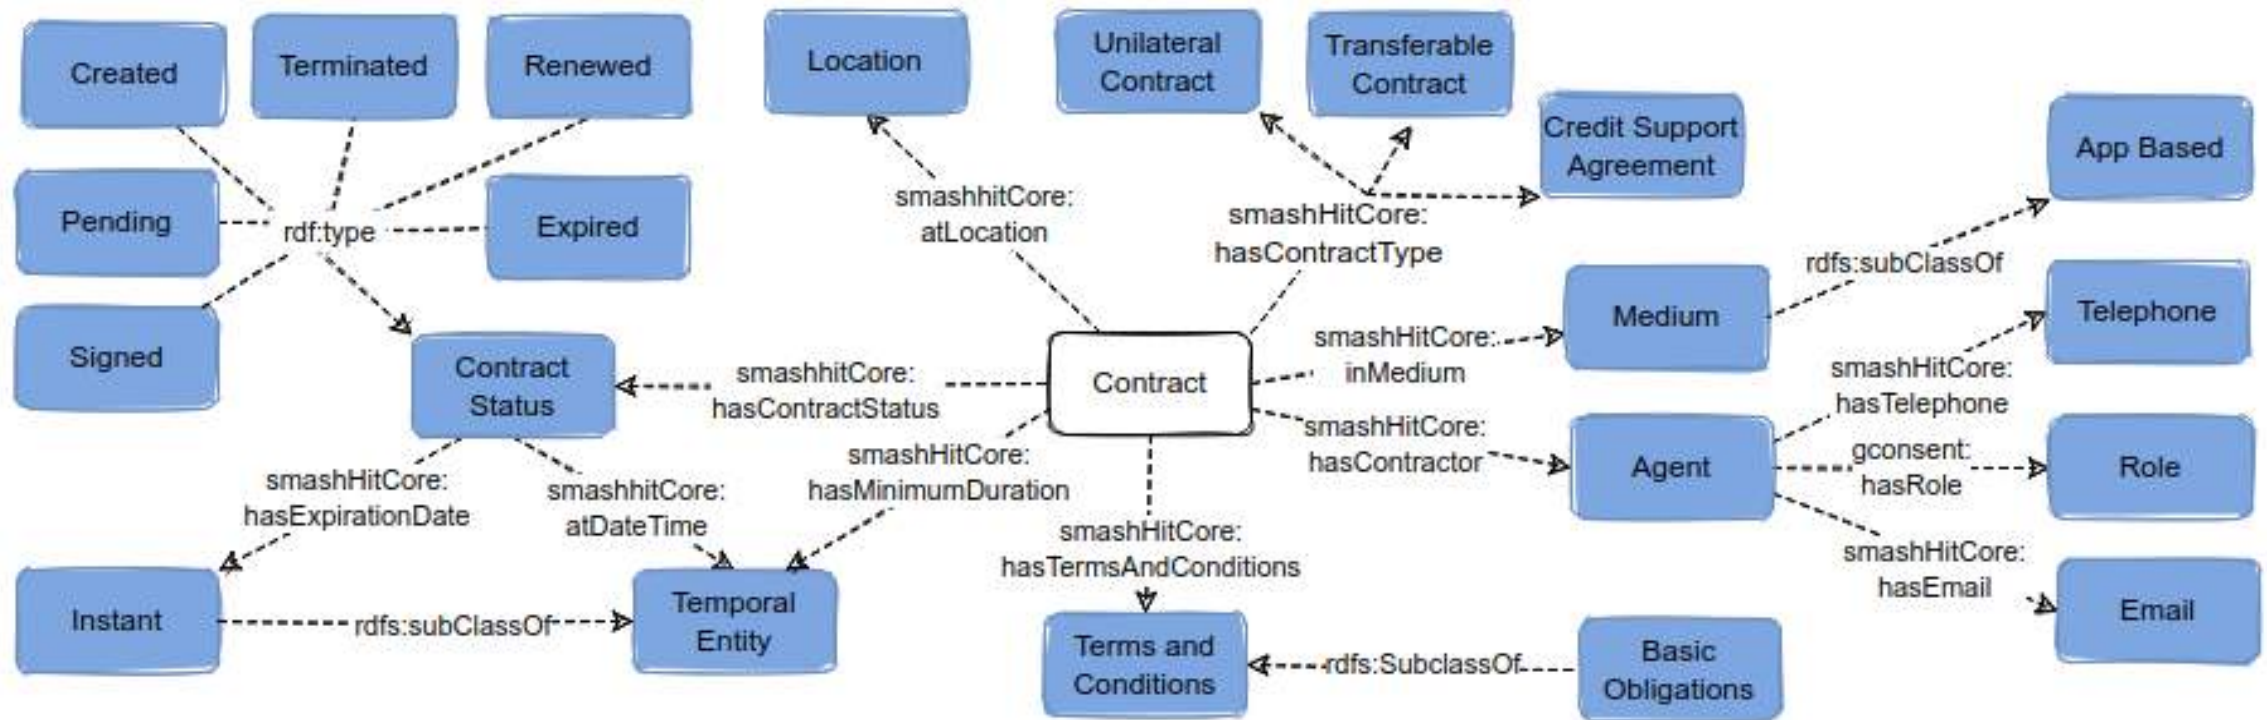 Created
Terminated
Renewed
Location
Unilateral
Contract
Transferable
Contract
Credit Support
Agreement
App Based
Pending
rdf:type
Expired
smashhitCore:
atLocation
smashHitCore:
hasContractType
rdfs:subClassOf
Signed
Contract
Status
smashhitCore:
hasContractStatus
Contract
smashHitCore:
inMedium
Medium
Telephone
smashHitCore:
hasTelephone
smashHitCore:
hasContractor
Agent
gconsent:
hasRole
Role
smashHitCore:
hasExpirationDate
smashhitCore:
atDateTime
smashHitCore:
hasMinimumDuration
smashHitCore:
hasTermsAndConditions
smashHitCore:
hasEmail
Email
Instant
rdfs:subClassOf
Temporal
Entity
Terms and
Conditions
rdfs:SubclassOf
Basic
Obligations